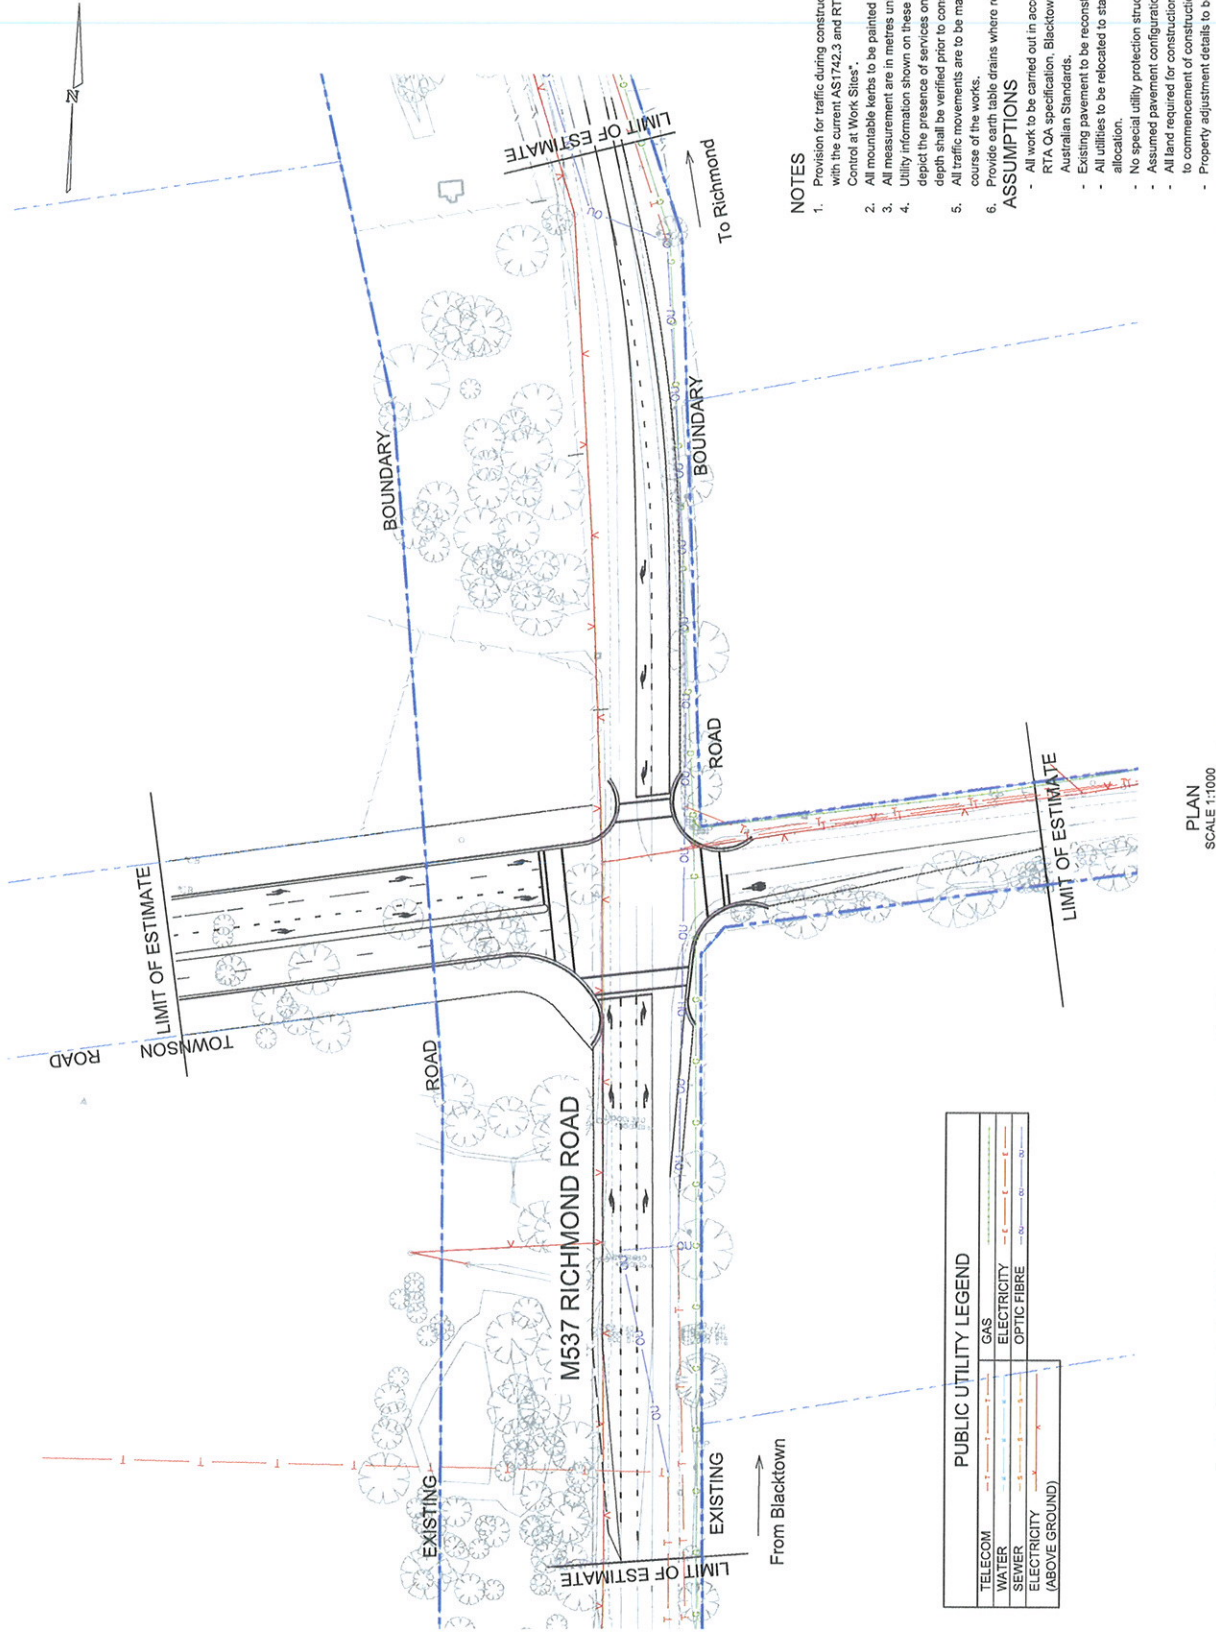 N
LIMIT OF ESTIMATE
To Richmond
BOUNDARY
BOUNDARY
LIMIT OF ESTIMATE
TOWNSON
ROAD
ROAD
ROAD
LIMIT OF ESTIMATE
M537 RICHMOND ROAD
EXISTING
EXISTING
LIMIT OF ESTIMATE
From Blacktown
NOTES
1. Provision for traffic during constru
with the current AS1742.3 and RT
Control at Work Sites".
2. All mountable kerbs to be painted
3. All measurement are in metres un
4. Utility information shown on these
depict the presence of services on
depth shall be verified prior to cons
5. All traffic movements are to be ma
course of the works.
6. Provide earth table drains where re
ASSUMPTIONS
- All work to be carried out in acco
RTA QA specification, Blacktow
Australian Standards.
- Existing pavement to be reconst
- All utilities to be relocated to sta
allocation.
- No special utility protection struc
- Assumed pavement configuratio
- All land required for construction
to commencement of constructio
- Property adjustment details to b
PUBLIC UTILITY LEGEND
TELECOM T T T GAS
WATER ELECTRICITY E E E
SEWER S S S OPTIC FIBRE OU OU OU
ELECTRICITY
(ABOVE GROUND)
PLAN
SCALE 1:1000